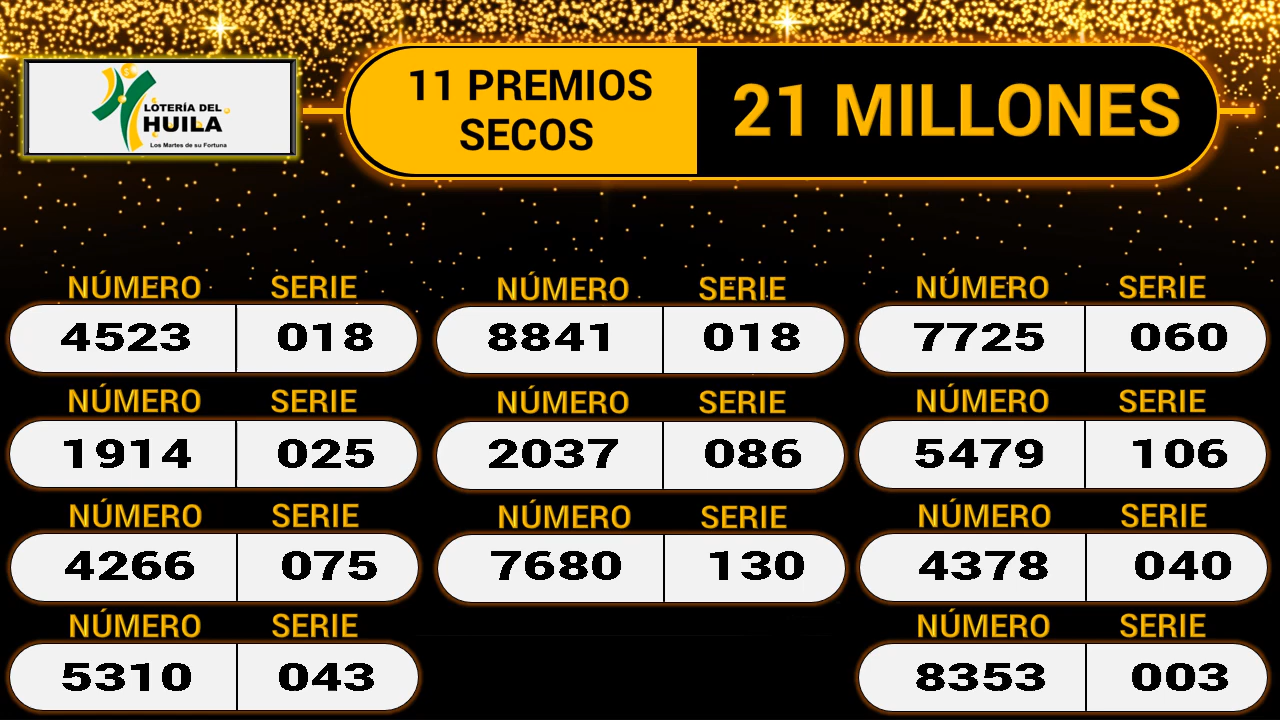 LOTERÍA DEL
HUILA
Los Martes de su Fortuna
11 PREMIOS
SECOS
21 MILLONES
NÚMERO SERIE NÚMERO SERIE NÚMERO SERIE
4523 018 8841 018 7725 060
NÚMERO SERIE NÚMERO SERIE NÚMERO SERIE
1914 025 2037 086 5479 106
NÚMERO SERIE NÚMERO SERIE NÚMERO SERIE
4266 075 7680 130 4378 040
NÚMERO SERIE NÚMERO SERIE
5310 043 8353 003